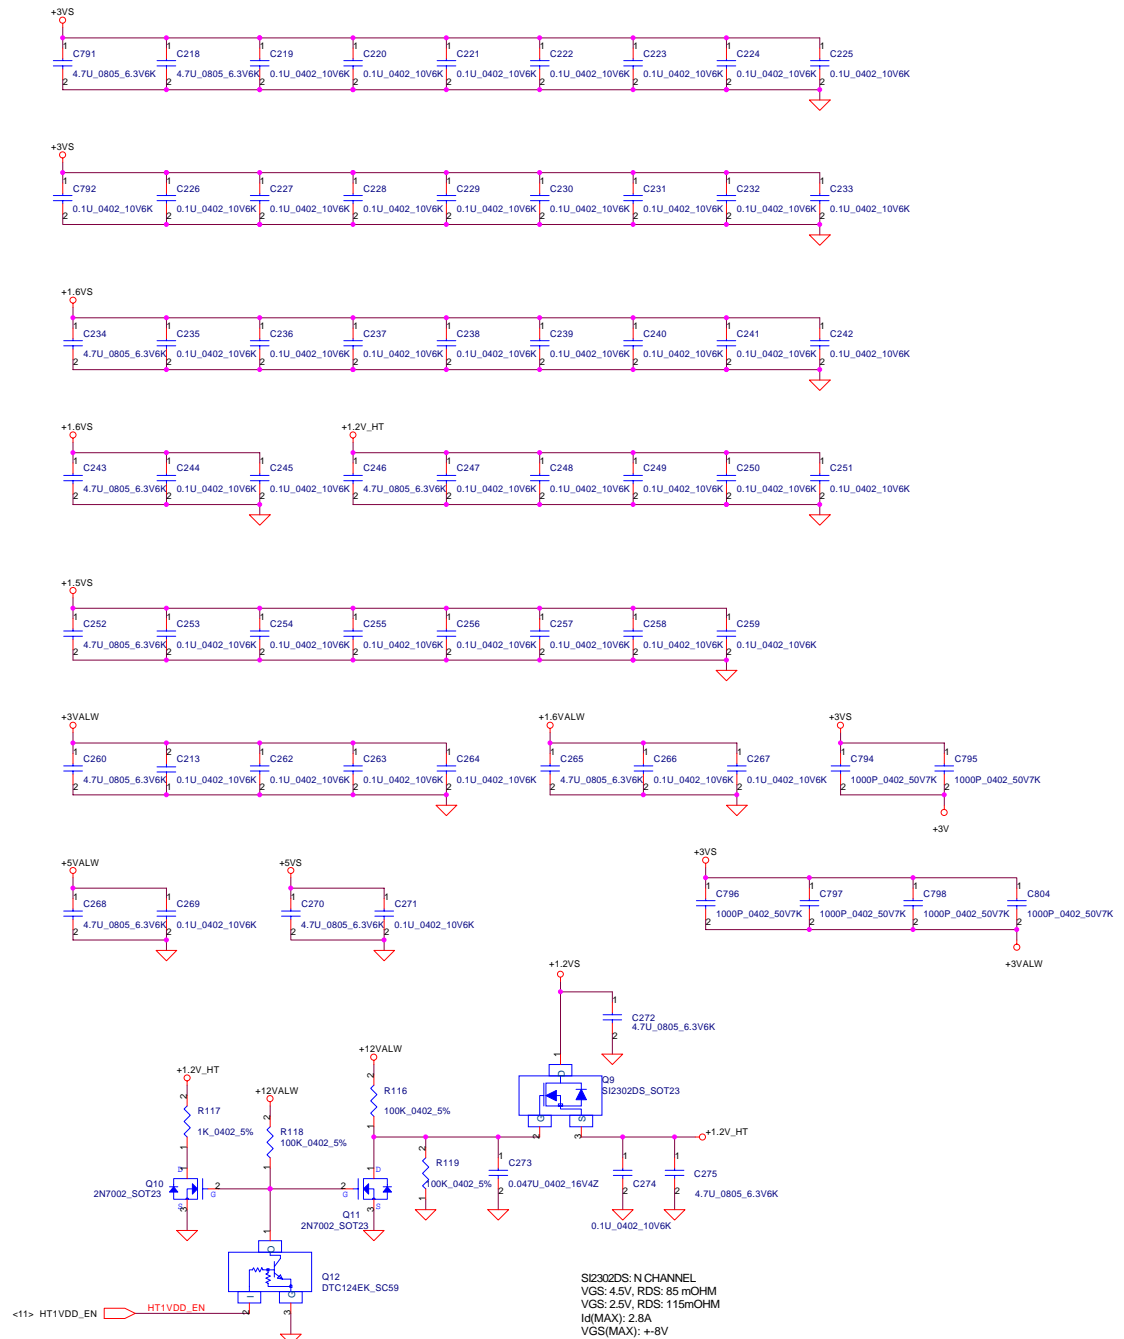 +3VS
C791
4.7U_0805_6.3V6K
C218
4.7U_0805_6.3V6K
C219
0.1U_0402_10V6K
C220
0.1U_0402_10V6K
C221
0.1U_0402_10V6K
C222
0.1U_0402_10V6K
C223
0.1U_0402_10V6K
C224
0.1U_0402_10V6K
C225
0.1U_0402_10V6K
+3VS
C792
0.1U_0402_10V6K
C226
0.1U_0402_10V6K
C227
0.1U_0402_10V6K
C228
0.1U_0402_10V6K
C229
0.1U_0402_10V6K
C230
0.1U_0402_10V6K
C231
0.1U_0402_10V6K
C232
0.1U_0402_10V6K
C233
0.1U_0402_10V6K
+1.6VS
C234
4.7U_0805_6.3V6K
C235
0.1U_0402_10V6K
C236
0.1U_0402_10V6K
C237
0.1U_0402_10V6K
C238
0.1U_0402_10V6K
C239
0.1U_0402_10V6K
C240
0.1U_0402_10V6K
C241
0.1U_0402_10V6K
C242
0.1U_0402_10V6K
+1.6VS
C243
4.7U_0805_6.3V6K
C244
0.1U_0402_10V6K
C245
0.1U_0402_10V6K
+1.2V_HT
C246
4.7U_0805_6.3V6K
C247
0.1U_0402_10V6K
C248
0.1U_0402_10V6K
C249
0.1U_0402_10V6K
C250
0.1U_0402_10V6K
C251
0.1U_0402_10V6K
+1.5VS
C252
4.7U_0805_6.3V6K
C253
0.1U_0402_10V6K
C254
0.1U_0402_10V6K
C255
0.1U_0402_10V6K
C256
0.1U_0402_10V6K
C257
0.1U_0402_10V6K
C258
0.1U_0402_10V6K
C259
0.1U_0402_10V6K
+3VALW
C260
4.7U_0805_6.3V6K
C213
0.1U_0402_10V6K
C262
0.1U_0402_10V6K
C263
0.1U_0402_10V6K
C264
0.1U_0402_10V6K
+1.6VALW
C265
4.7U_0805_6.3V6K
C266
0.1U_0402_10V6K
C267
0.1U_0402_10V6K
+3VS
C794
1000P_0402_50V7K
C795
1000P_0402_50V7K
+3V
+5VALW
C268
4.7U_0805_6.3V6K
C269
0.1U_0402_10V6K
+5VS
C270
4.7U_0805_6.3V6K
C271
0.1U_0402_10V6K
+3VS
C796
1000P_0402_50V7K
C797
1000P_0402_50V7K
C798
1000P_0402_50V7K
C804
1000P_0402_50V7K
+3VALW
+1.2VS
C272
4.7U_0805_6.3V6K
+12VALW
+1.2V_HT
+12VALW
R116
100K_0402_5%
R117
1K_0402_5%
R118
100K_0402_5%
Q9
SI2302DS_SOT23
D
G
S
+1.2V_HT
R119
100K_0402_5%
C273
0.047U_0402_16V4Z
C274
0.1U_0402_10V6K
C275
4.7U_0805_6.3V6K
Q10
2N7002_SOT23
D
G
S
Q11
2N7002_SOT23
D
G
S
Q12
DTC124EK_SC59
O
I
G
<11> HT1VDD_EN
HT1VDD_EN
SI2302DS: N CHANNEL
VGS: 4.5V, RDS: 85 mOHM
VGS: 2.5V, RDS: 115mOHM
Id(MAX): 2.8A
VGS(MAX): +-8V